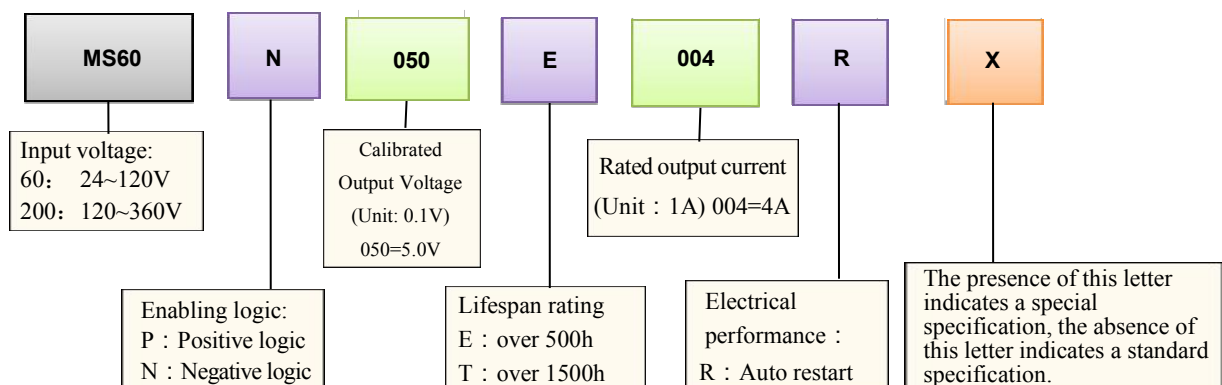 MS60
N
050
E
004
R
X
Input voltage:
60： 24~120V
200：120~360V
Calibrated
Output Voltage
(Unit: 0.1V)
050=5.0V
Rated output current
(Unit：1A) 004=4A
Enabling logic:
P：Positive logic
N：Negative logic
Lifespan rating
E：over 500h
T：over 1500h
Electrical
performance：
R：Auto restart
The presence of this letter
indicates a special
specification, the absence of
this letter indicates a standard
specification.